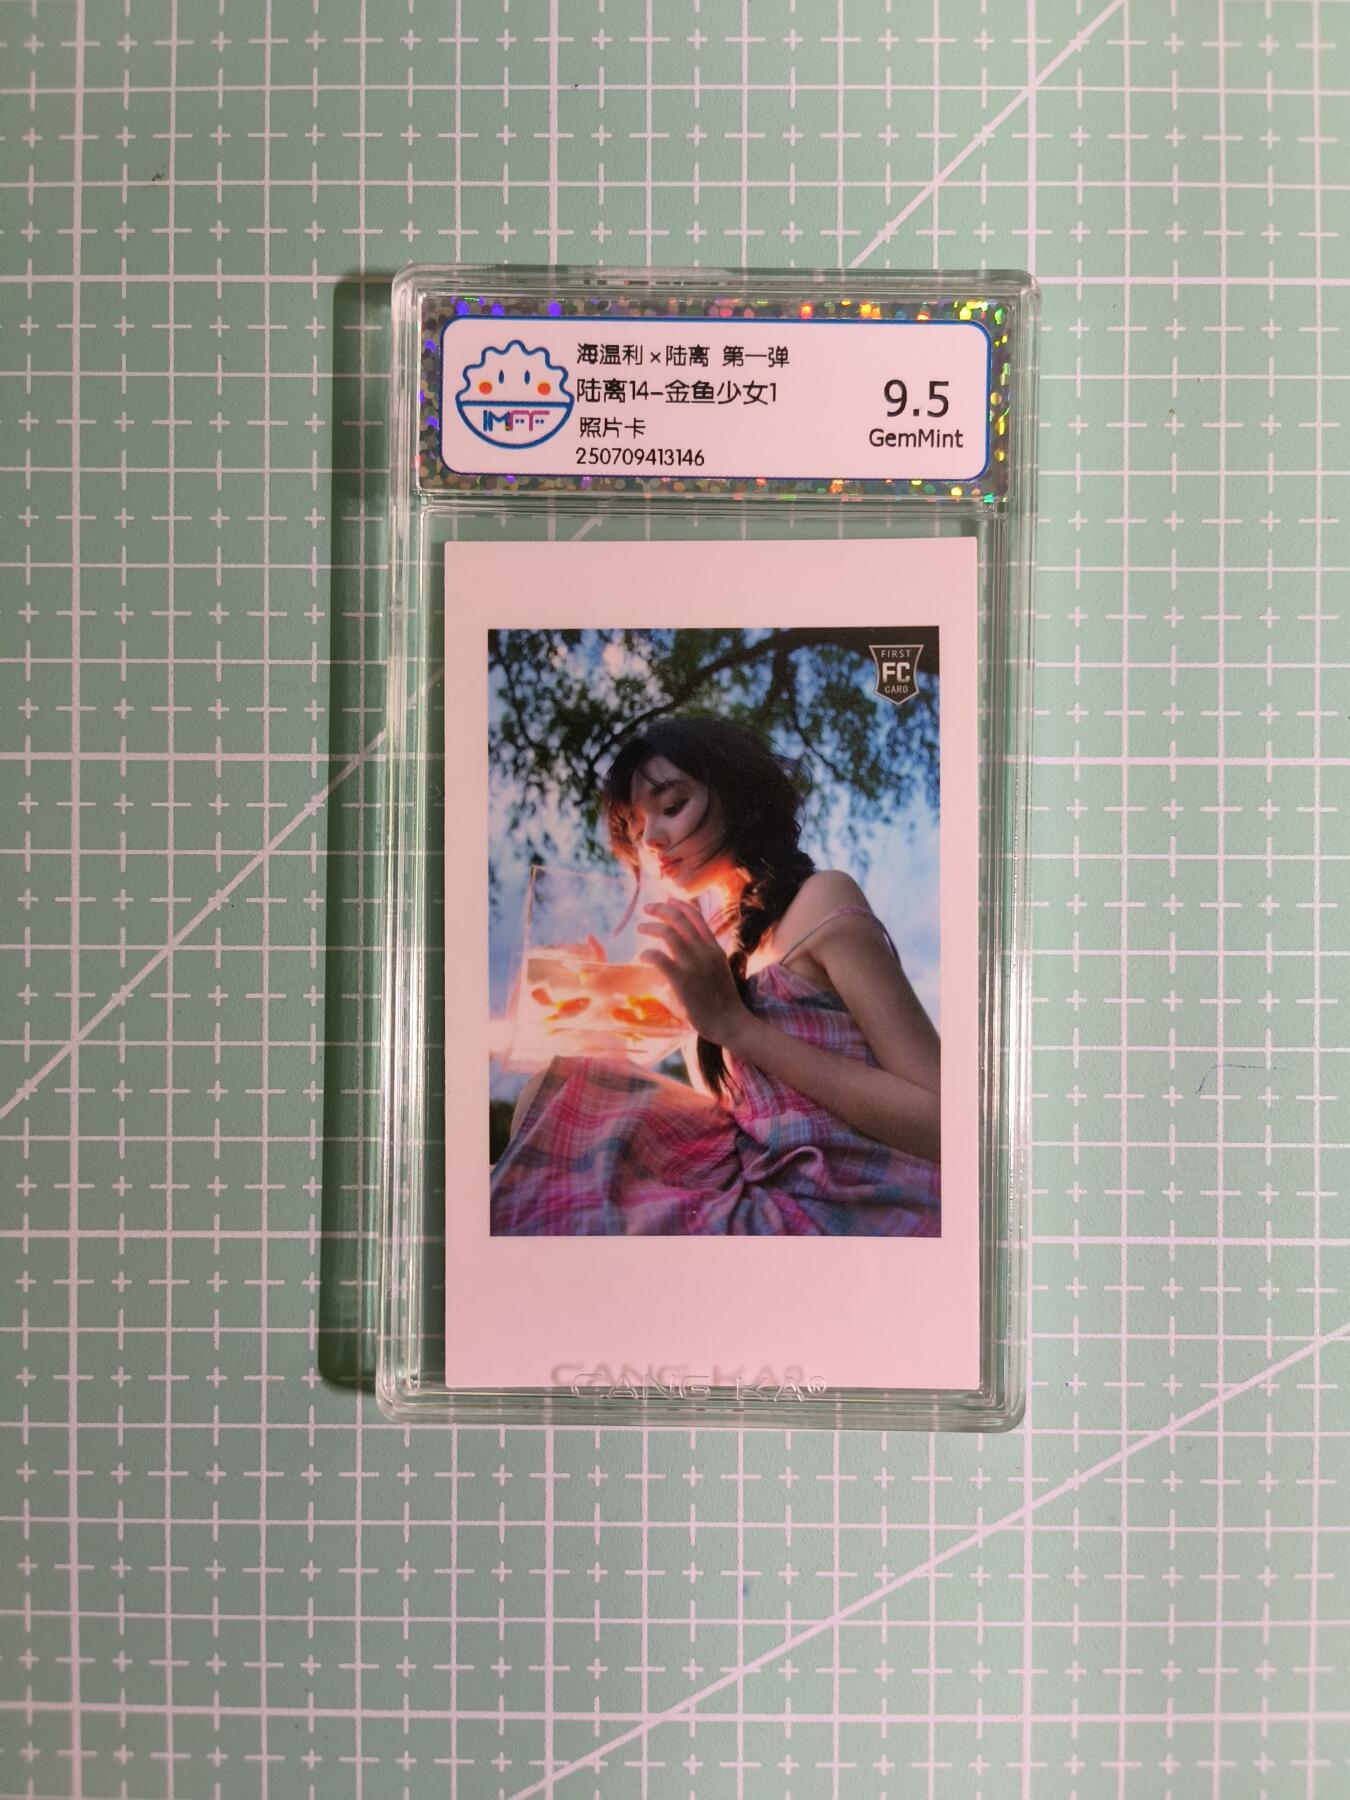 海温利×陆离 第一弹
陆离14-金鱼少女1
照片卡
250709413146
9.5
GemMint
IMFF
FIRST
FC
CARD
CANG KA®